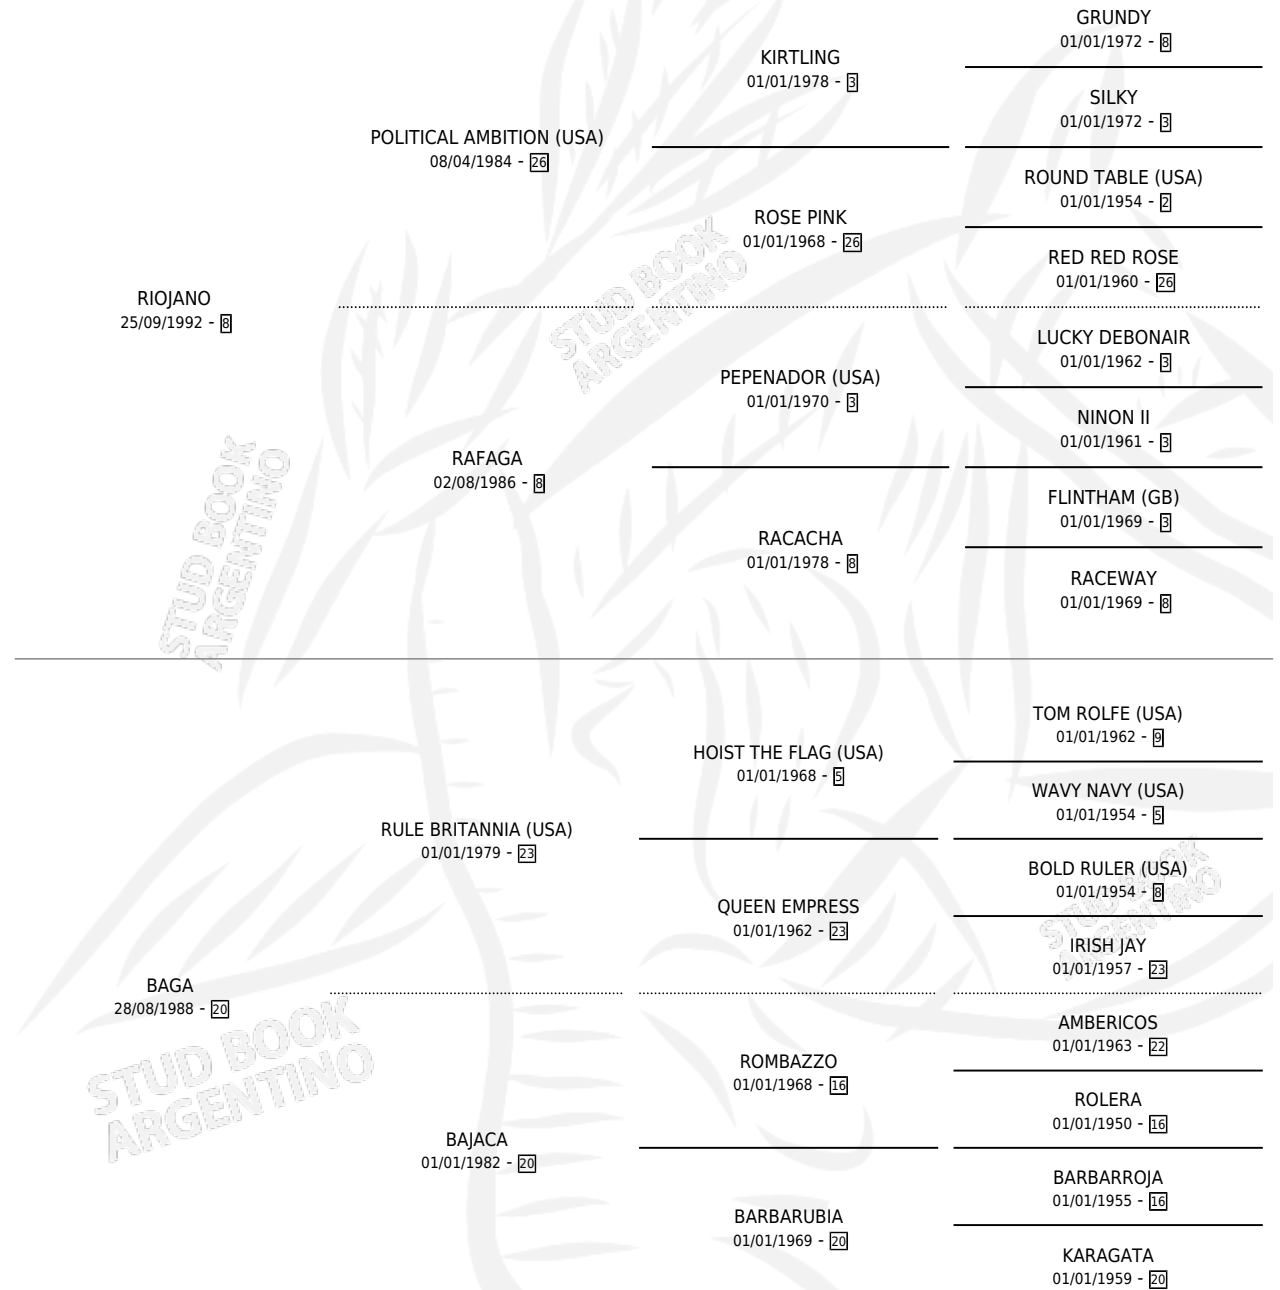 GRUNDY
01/01/1972 - 8
KIRTLING
01/01/1978 - 3
SILKY
01/01/1972 - 3
POLITICAL AMBITION (USA)
08/04/1984 - 26
ROUND TABLE (USA)
01/01/1954 - 2
ROSE PINK
01/01/1968 - 26
RED RED ROSE
01/01/1960 - 26
RIOJANO
25/09/1992 - 8
LUCKY DEBONAIR
01/01/1962 - 3
PEPENADOR (USA)
01/01/1970 - 3
NINON II
01/01/1961 - 3
RAFAGA
02/08/1986 - 8
FLINTHAM (GB)
01/01/1969 - 3
RACACHA
01/01/1978 - 8
RACEWAY
01/01/1969 - 8
TOM ROLFE (USA)
01/01/1962 - 9
HOIST THE FLAG (USA)
01/01/1968 - 5
WAVY NAVY (USA)
01/01/1954 - 5
RULE BRITANNIA (USA)
01/01/1979 - 23
BOLD RULER (USA)
01/01/1954 - 8
QUEEN EMPRESS
01/01/1962 - 23
IRISH JAY
01/01/1957 - 23
BAGA
28/08/1988 - 20
AMBERICOS
01/01/1963 - 22
ROMBAZZO
01/01/1968 - 16
ROLERA
01/01/1950 - 16
BAJACA
01/01/1982 - 20
BARBARROJA
01/01/1955 - 16
BARBARUBIA
01/01/1969 - 20
KARAGATA
01/01/1959 - 20
STUD BOOK
ARGENTINO
STUD BOOK
ARGENTINO
STUD BOOK
ARGENTINO
STUD BOOK
ARGENTINO